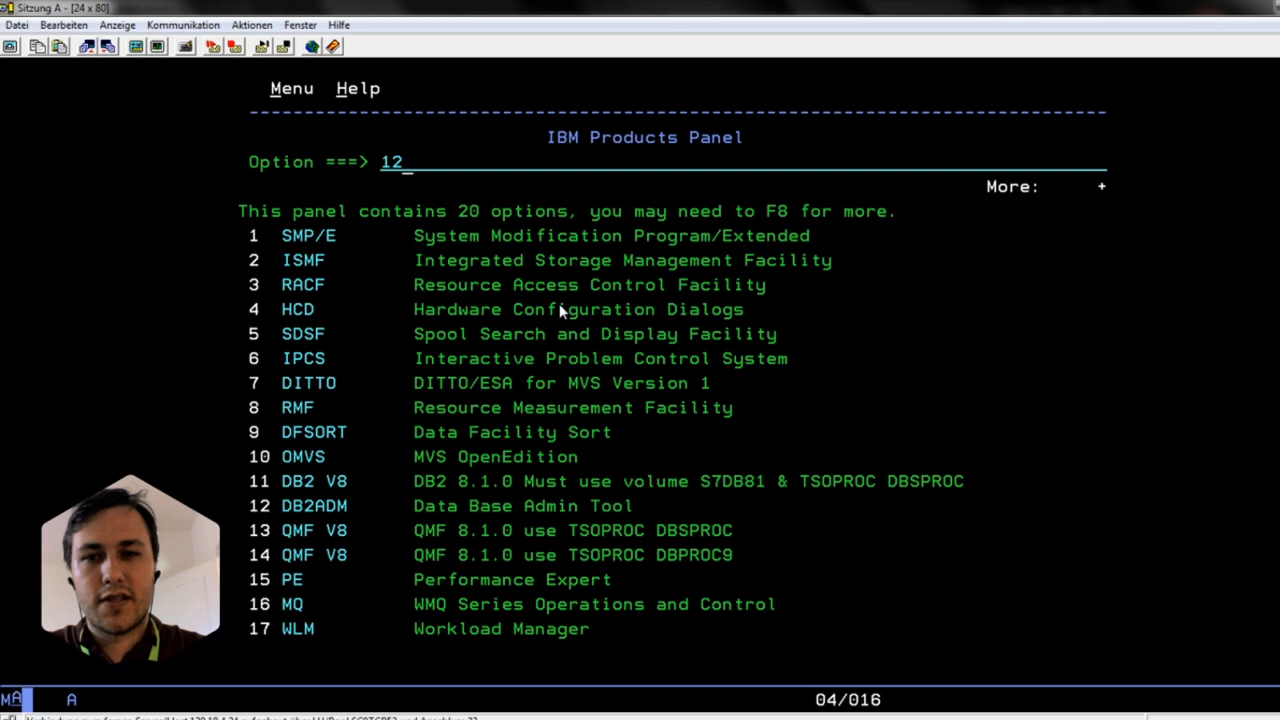 Sitzung A - [24 x 80]
Datei Bearbeiten Anzeige Kommunikation Aktionen Fenster Hilfe
Menu Help
IBM Products Panel
Option ===> 12_
More: +
This panel contains 20 options, you may need to F8 for more.
1 SMP/E System Modification Program/Extended
2 ISMF Integrated Storage Management Facility
3 RACF Resource Access Control Facility
4 HCD Hardware Configuration Dialogs
5 SDSF Spool Search and Display Facility
6 IPCS Interactive Problem Control System
7 DITTO DITTO/ESA for MVS Version 1
8 RMF Resource Measurement Facility
9 DFSORT Data Facility Sort
10 OMVS MVS OpenEdition
11 DB2 V8 DB2 8.1.0 Must use volume S7DB81 & TSOPROC DBSPROC
12 DB2ADM Data Base Admin Tool
13 QMF V8 QMF 8.1.0 use TSOPROC DBSPROC
14 QMF V8 QMF 8.1.0 use TSOPROC DBPROC9
15 PE Performance Expert
16 MQ WMQ Series Operations and Control
17 WLM Workload Manager
MA A 04/016